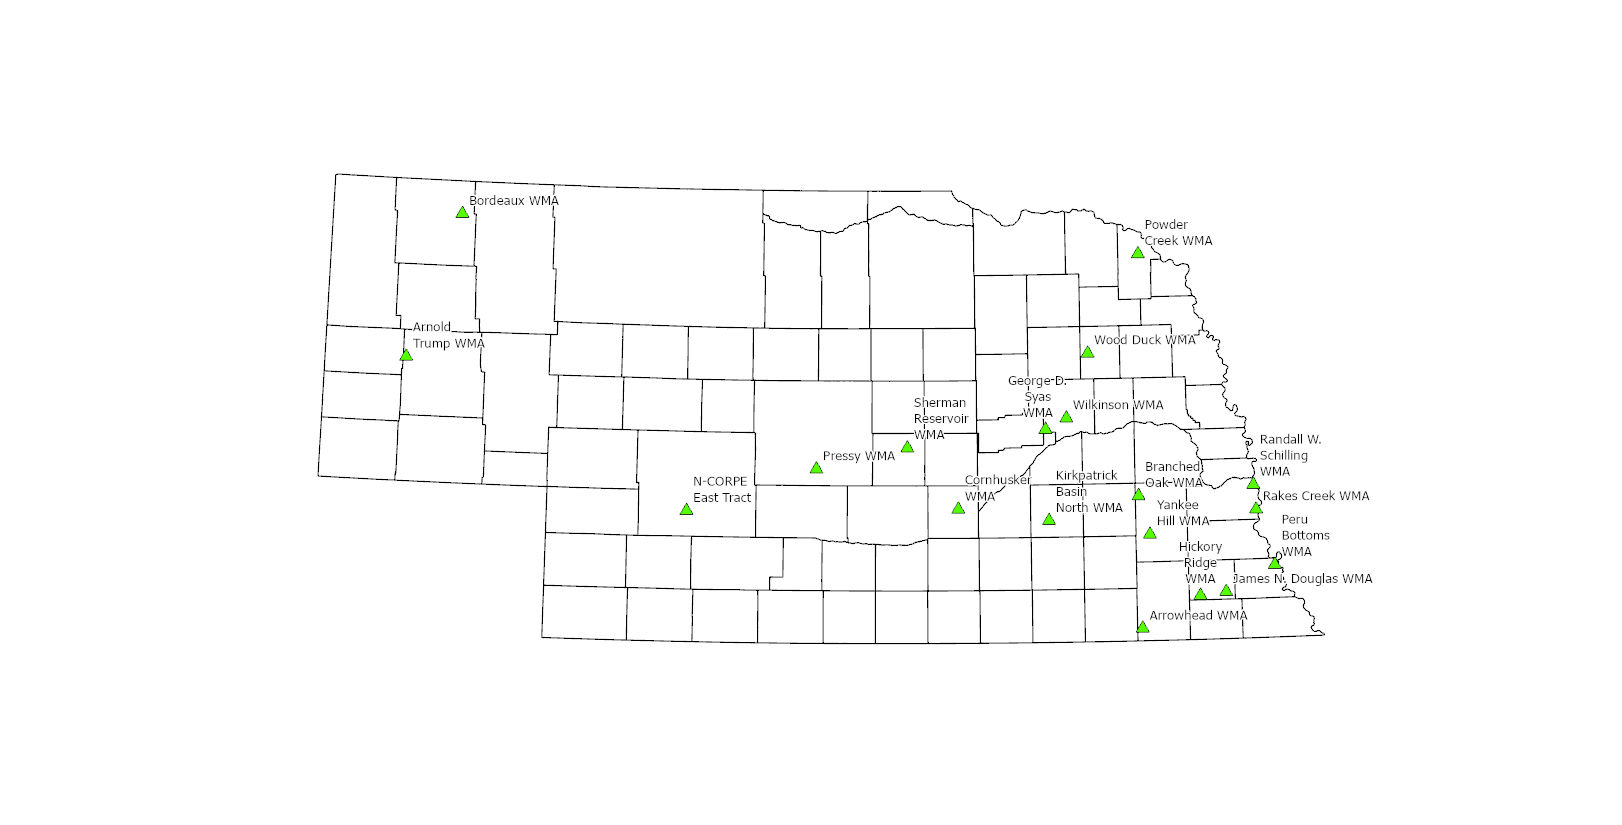 Bordeaux WMA
Powder
Creek WMA
Arnold
Trump WMA
Wood Duck WMA
George D.
Syas
WMA
Wilkinson WMA
Sherman
Reservoir
WMA
Pressy WMA
Randall W.
Schilling
WMA
N-CORPE
East Tract
Cornhusker
WMA
Kirkpatrick
Basin
North WMA
Branched
Oak WMA
Rakes Creek WMA
Yankee
Hill WMA
Peru
Bottoms
WMA
Hickory
Ridge
WMA
James N. Douglas WMA
Arrowhead WMA